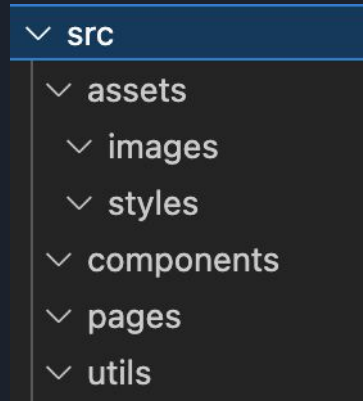 src
assets
images
styles
components
pages
utils